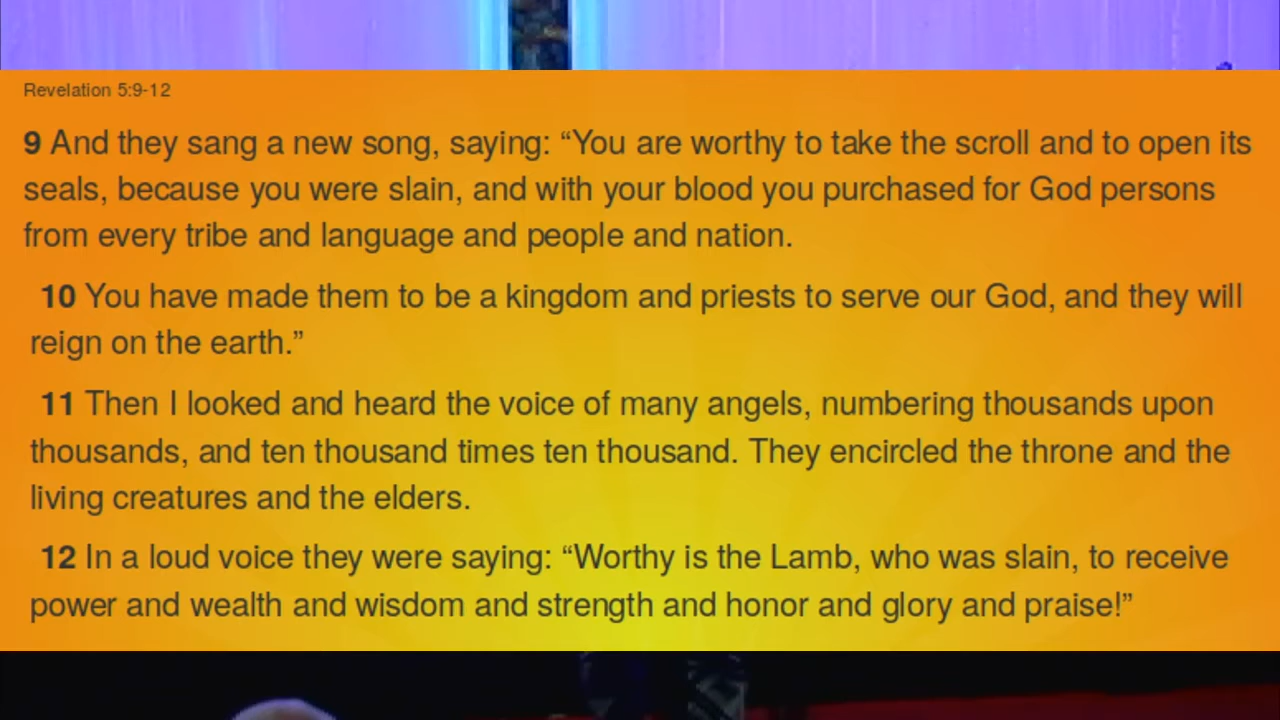 Revelation 5:9-12
9 And they sang a new song, saying: “You are worthy to take the scroll and to open its
seals, because you were slain, and with your blood you purchased for God persons
from every tribe and language and people and nation.
10 You have made them to be a kingdom and priests to serve our God, and they will
reign on the earth.”
11 Then I looked and heard the voice of many angels, numbering thousands upon
thousands, and ten thousand times ten thousand. They encircled the throne and the
living creatures and the elders.
12 In a loud voice they were saying: “Worthy is the Lamb, who was slain, to receive
power and wealth and wisdom and strength and honor and glory and praise!”